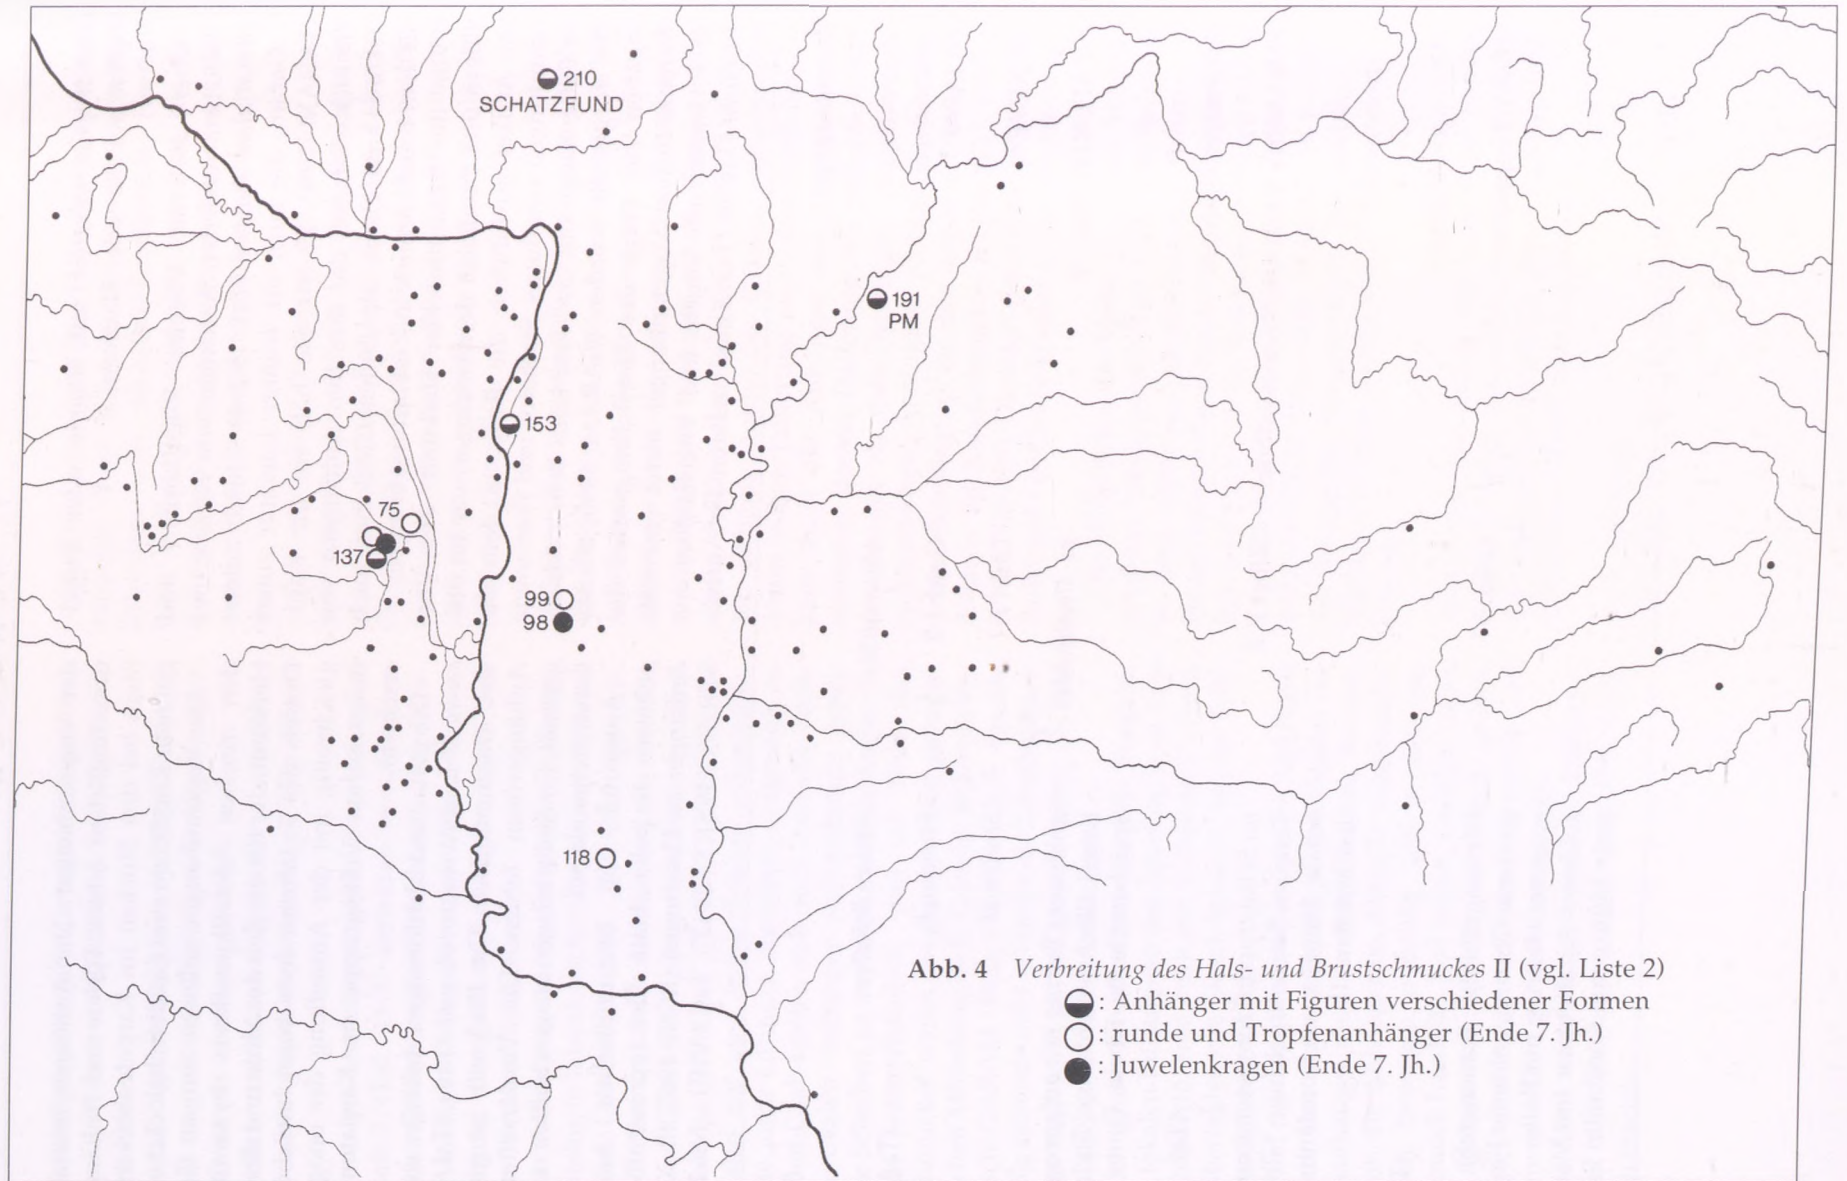 210
SCHATZFUND
191
PM
153
75
137
99
98
118
Abb. 4 Verbreitung des Hals- und Brustschmuckes II (vgl. Liste 2)
: Anhänger mit Figuren verschiedener Formen
: runde und Tropfenanhänger (Ende 7. Jh.)
: Juwelenkragen (Ende 7. Jh.)